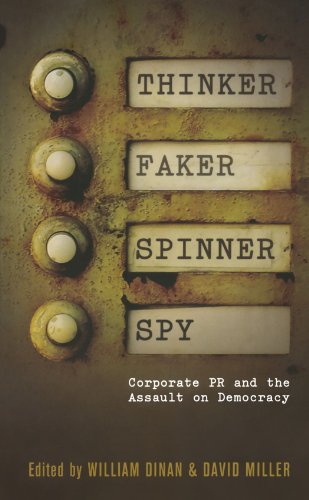 THINKER
FAKER
SPINNER
SPY
Corporate PR and the
Assault on Democracy
Edited by WILLIAM DINAN & DAVID MILLER